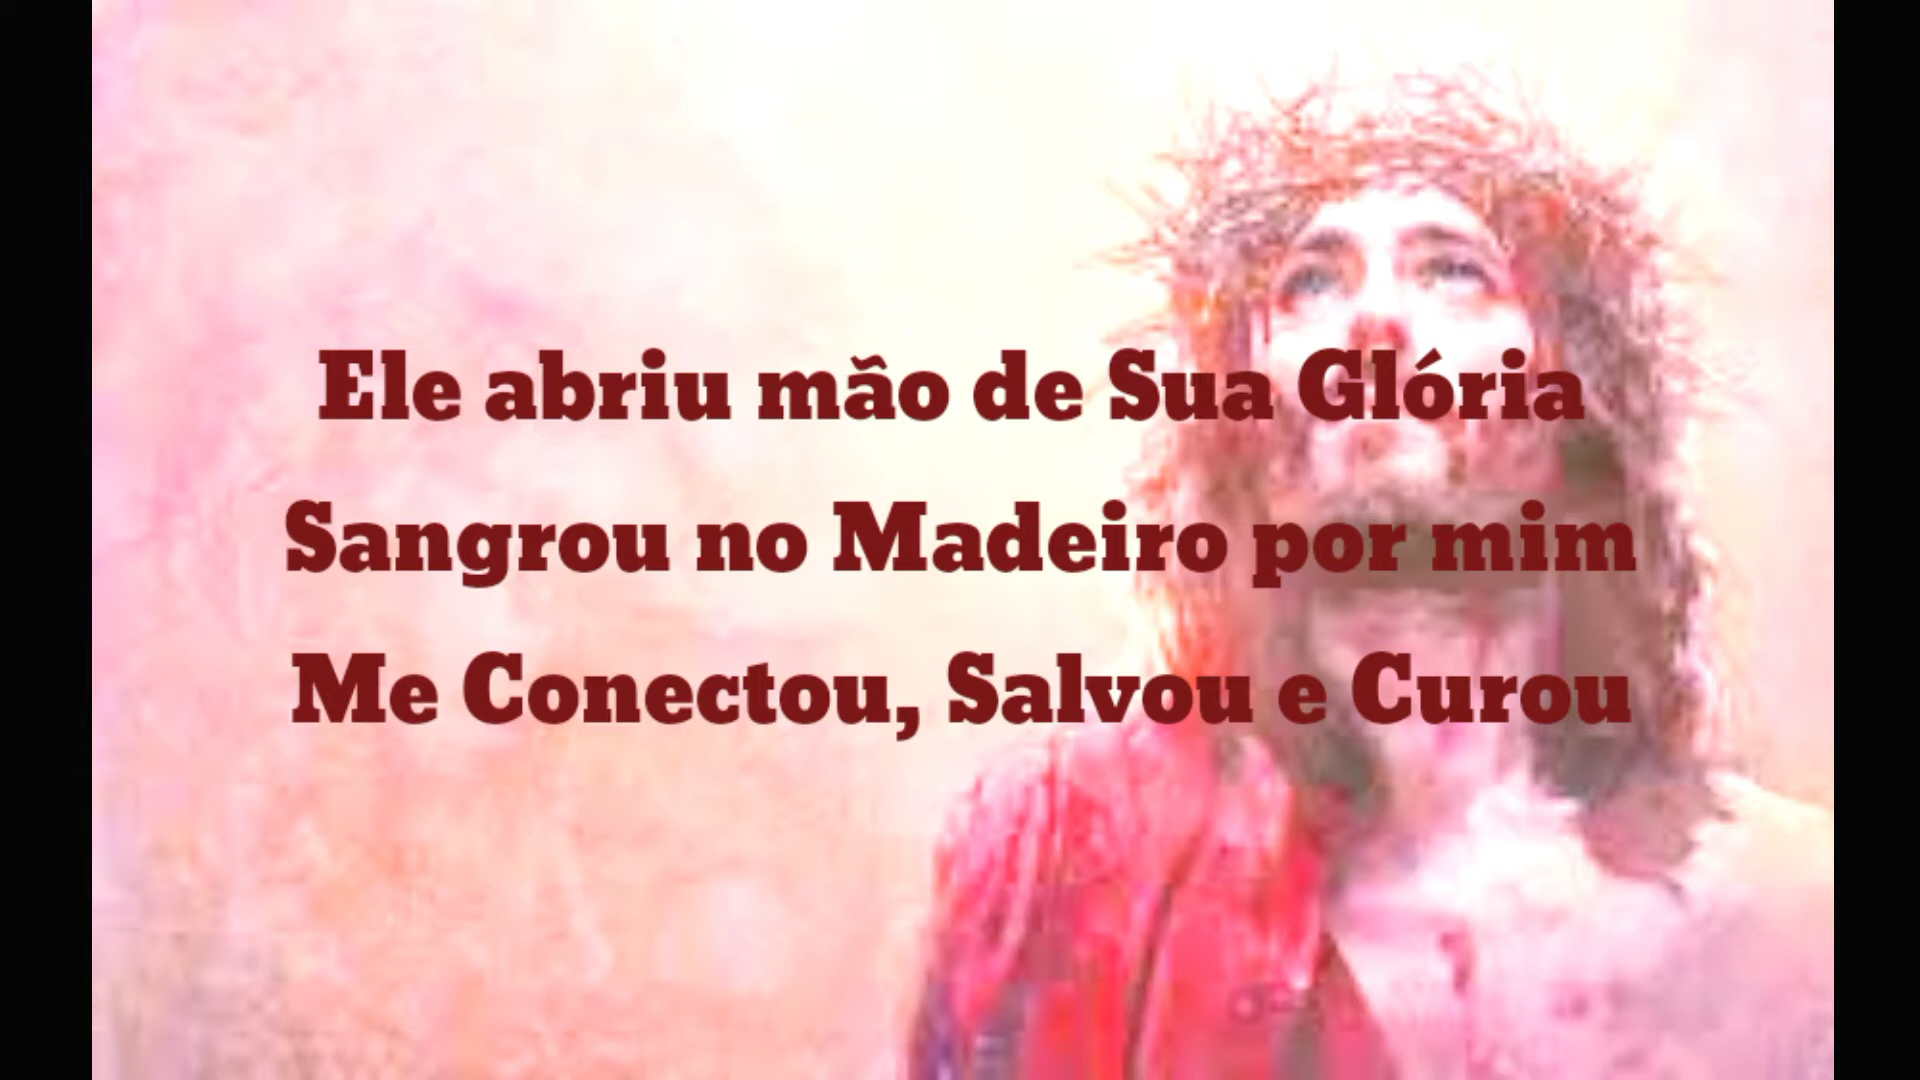 Ele abriu mão de Sua Glória
Sangrou no Madeiro por mim
Me Conectou, Salvou e Curou